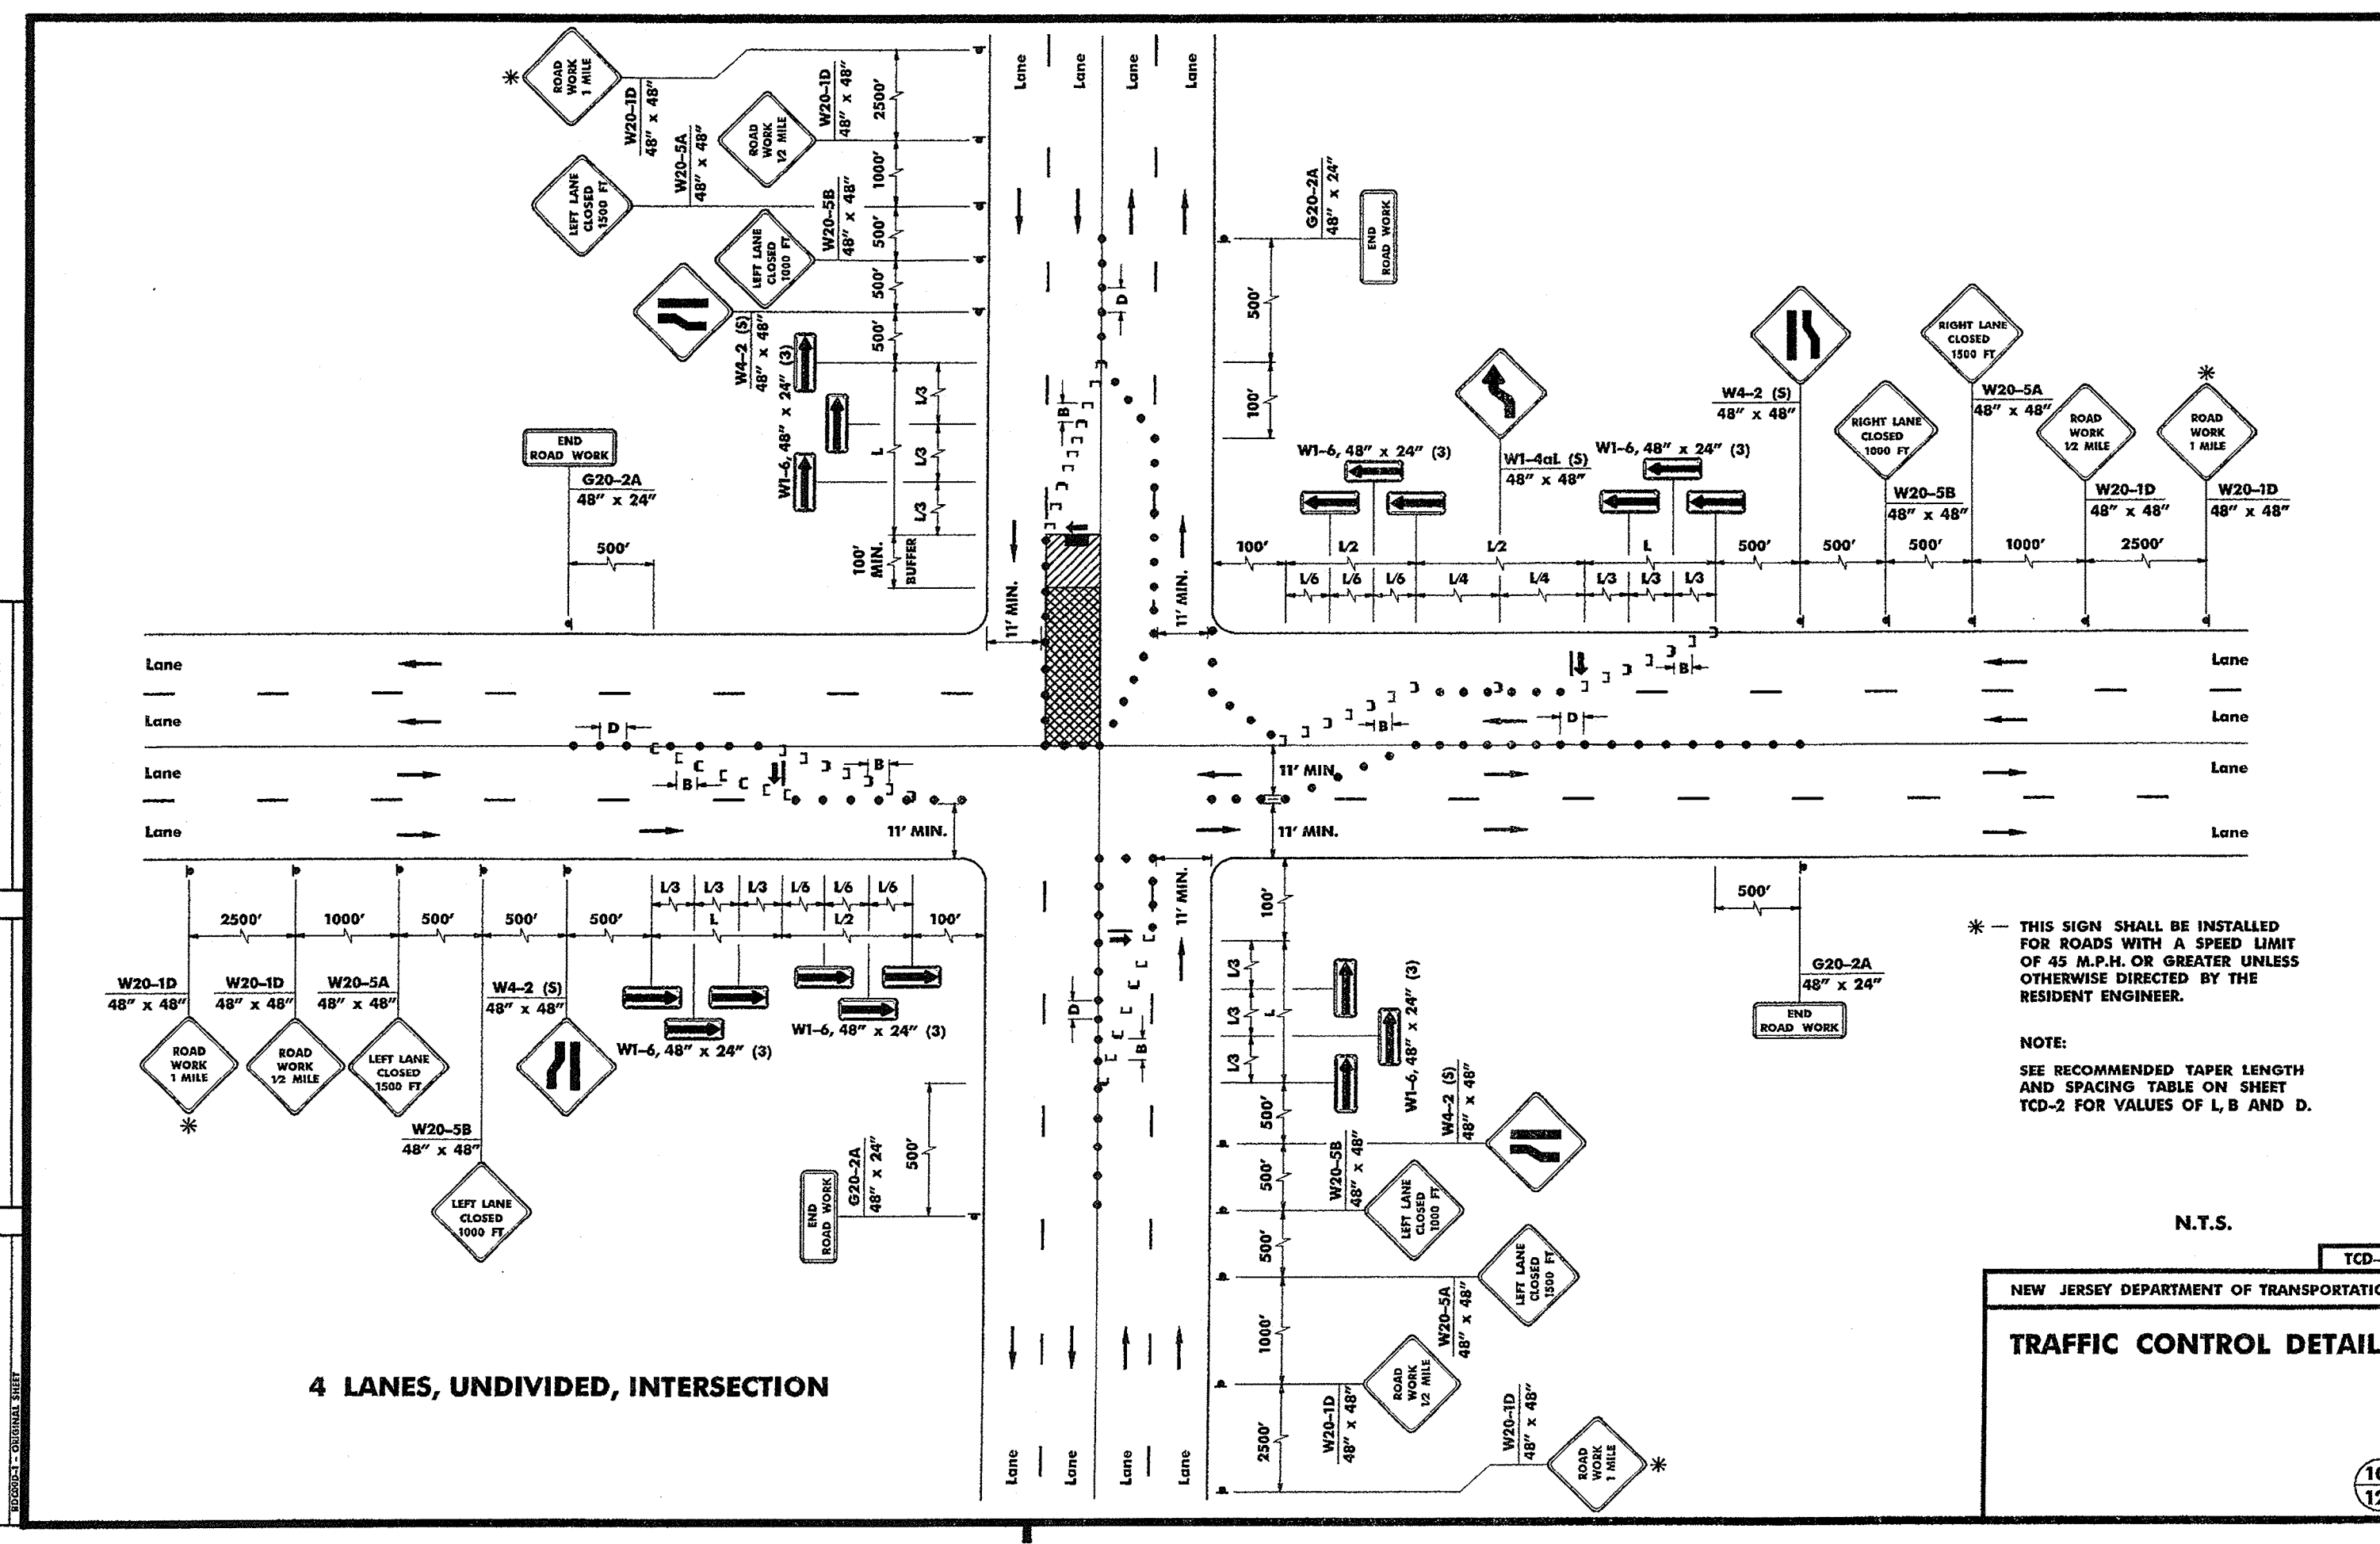 ROAD
WORK
1 MILE
W20-1D
48" x 48"
ROAD
WORK
1/2 MILE
W20-1D
48" x 48"
LEFT LANE
CLOSED
1500 FT
W20-5A
48" x 48"
LEFT LANE
CLOSED
1000 FT
W20-5B
48" x 48"
W4-2 (S)
48" x 48"
W1-6, 48" x 24" (3)
2500'
1000'
500'
500'
500'
L/3
L/3
L/3
L
100'
MIN.
BUFFER
Lane
Lane
Lane
Lane
D
B
11' MIN.
11' MIN.
END
ROAD WORK
G20-2A
48" x 24"
500'
G20-2A
48" x 24"
END
ROAD WORK
500'
100'
W1-6, 48" x 24" (3)
W1-4aL (S)
48" x 48"
W1-6, 48" x 24" (3)
W4-2 (S)
48" x 48"
RIGHT LANE
CLOSED
1000 FT
W20-5B
48" x 48"
RIGHT LANE
CLOSED
1500 FT
W20-5A
48" x 48"
ROAD
WORK
1/2 MILE
W20-1D
48" x 48"
*
ROAD
WORK
1 MILE
W20-1D
48" x 48"
100'
L/2
L/2
L
500'
500'
500'
1000'
2500'
L/6
L/6
L/6
L/4
L/4
L/3
L/3
L/3
Lane
Lane
Lane
Lane
Lane
Lane
Lane
Lane
B
B
D
D
B
B
11' MIN.
11' MIN.
11' MIN.
11' MIN.
L/3
L/3
L/3
L/6
L/6
L/6
2500'
1000'
500'
500'
500'
L
L/2
100'
W20-1D
48" x 48"
W20-1D
48" x 48"
W20-5A
48" x 48"
W4-2 (S)
48" x 48"
W1-6, 48" x 24" (3)
W1-6, 48" x 24" (3)
ROAD
WORK
1 MILE
*
ROAD
WORK
1/2 MILE
LEFT LANE
CLOSED
1500 FT
W20-5B
48" x 48"
LEFT LANE
CLOSED
1000 FT
END
ROAD WORK
G20-2A
48" x 24"
500'
D
B
100'
L/3
L/3
L/3
L
W1-6, 48" x 24" (3)
500'
500'
500'
1000'
2500'
W4-2 (S)
48" x 48"
W20-5B
48" x 48"
LEFT LANE
CLOSED
1000 FT
W20-5A
48" x 48"
LEFT LANE
CLOSED
1500 FT
W20-1D
48" x 48"
ROAD
WORK
1/2 MILE
W20-1D
48" x 48"
ROAD
WORK
1 MILE
*
Lane
Lane
Lane
Lane
500'
G20-2A
48" x 24"
END
ROAD WORK
* — THIS SIGN SHALL BE INSTALLED
FOR ROADS WITH A SPEED LIMIT
OF 45 M.P.H. OR GREATER UNLESS
OTHERWISE DIRECTED BY THE
RESIDENT ENGINEER.
NOTE:
SEE RECOMMENDED TAPER LENGTH
AND SPACING TABLE ON SHEET
TCD-2 FOR VALUES OF L, B AND D.
N.T.S.
TCD-
NEW JERSEY DEPARTMENT OF TRANSPORTATIO
TRAFFIC CONTROL DETAIL
4 LANES, UNDIVIDED, INTERSECTION
BDC00D-1 - ORIGINAL SHEET
*